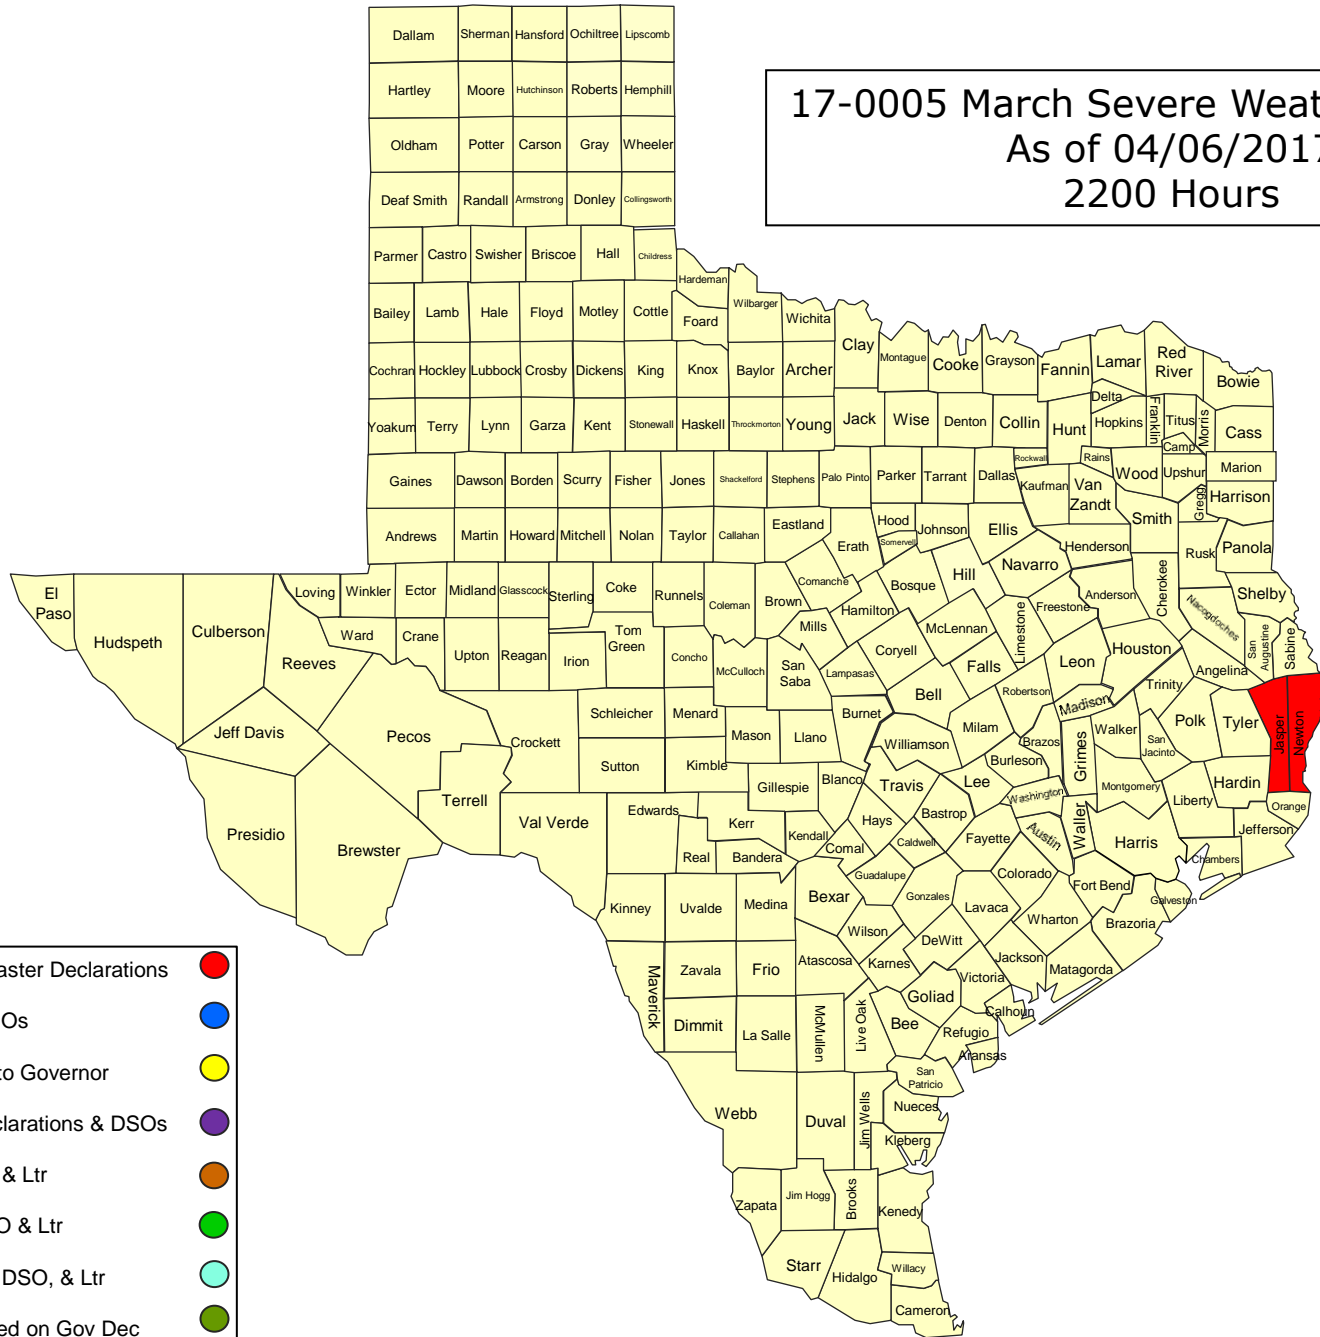 Dallam Sherman Hansford Ochiltree Lipscomb
Hartley Moore Hutchinson Roberts Hemphill
17-0005 March Severe Weat
As of 04/06/2017
2200 Hours
Oldham Potter Carson Gray Wheeler
Deaf Smith Randall Armstrong Donley Collingsworth
Parmer Castro Swisher Briscoe Hall Childress
Hardeman
Bailey Lamb Hale Floyd Motley Cottle Foard Wilbarger Wichita
Clay Montague Cooke Grayson Fannin Lamar Red
River Bowie
Cochran Hockley Lubbock Crosby Dickens King Knox Baylor Archer
Delta
Yoakum Terry Lynn Garza Kent Stonewall Haskell Throckmorton Young Jack Wise Denton Collin Hunt Hopkins Franklin Titus Morris Cass
Camp
Gaines Dawson Borden Scurry Fisher Jones Shackelford Stephens Palo Pinto Parker Tarrant Dallas Rockwall Kaufman Rains Van
Zandt Wood Upshur Gregg Marion
Harrison
Andrews Martin Howard Mitchell Nolan Taylor Callahan Eastland Erath Hood Somervell Johnson Ellis Henderson Smith Rusk Panola
El
Paso Hudspeth Culberson Loving Winkler Ector Midland Glasscock Sterling Coke Runnels Coleman Brown Comanche Hamilton Bosque Hill Navarro Freestone Anderson Cherokee Nacogdoches Shelby
Reeves Ward Crane Upton Reagan Irion Tom
Green Concho McCulloch San
Saba Mills Lampasas Coryell McLennan Limestone Falls Leon Houston Angelina San
Augustine Sabine
Jeff Davis Pecos Crockett Schleicher Menard Mason Llano Burnet Bell Milam Robertson Madison Trinity Walker San
Jacinto Polk Tyler Jasper Newton
Terrell Sutton Kimble Gillespie Blanco Williamson Travis Lee Burleson Brazos Grimes Washington Montgomery Liberty Hardin Orange
Presidio Brewster Val Verde Edwards Kerr Real Bandera Kendall Comal Hays Caldwell Bastrop Fayette Austin Waller Harris Chambers Jefferson
Kinney Uvalde Medina Bexar Guadalupe Gonzales Lavaca Colorado Wharton Fort Bend Brazoria Galveston
Maverick Zavala Frio Atascosa Wilson Karnes DeWitt Victoria Jackson Matagorda
Dimmit La Salle McMullen Live Oak Bee Goliad Refugio Calhoun Aransas
San
Patricio
Webb Duval Jim Wells Nueces
Kleberg
Zapata Jim Hogg Brooks Kenedy
Starr Hidalgo Willacy
Cameron
aster Declarations
Os
to Governor
clarations & DSOs
& Ltr
O & Ltr
DSO, & Ltr
ed on Gov Dec